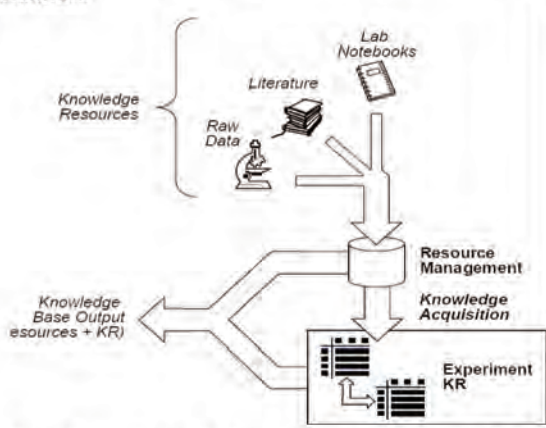 Lab
Notebooks
Literature
Knowledge
Resources
Raw
Data
Resource
Management
Knowledge
Base Output
esources + KR)
Knowledge
Acquisition
Experiment
KR